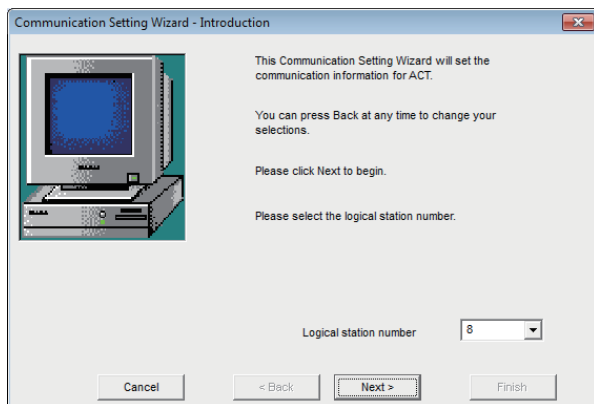 Communication Setting Wizard - Introduction
This Communication Setting Wizard will set the
communication information for ACT.
You can press Back at any time to change your
selections.
Please click Next to begin.
Please select the logical station number.
Logical station number
8
Cancel
< Back
Next >
Finish